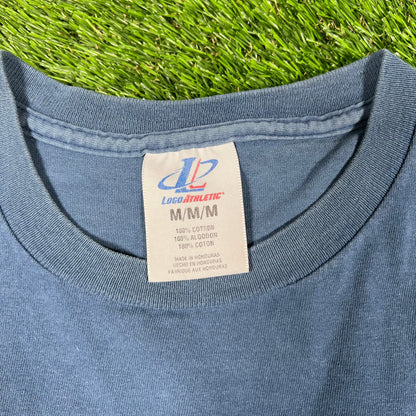 LOGO ATHLETIC
M/M/M
100% COTTON
100% ALGODON
100% COTON
MADE IN HONDURAS
HECHO EN HONDURAS
FABRIQUE AUX HONDURAS